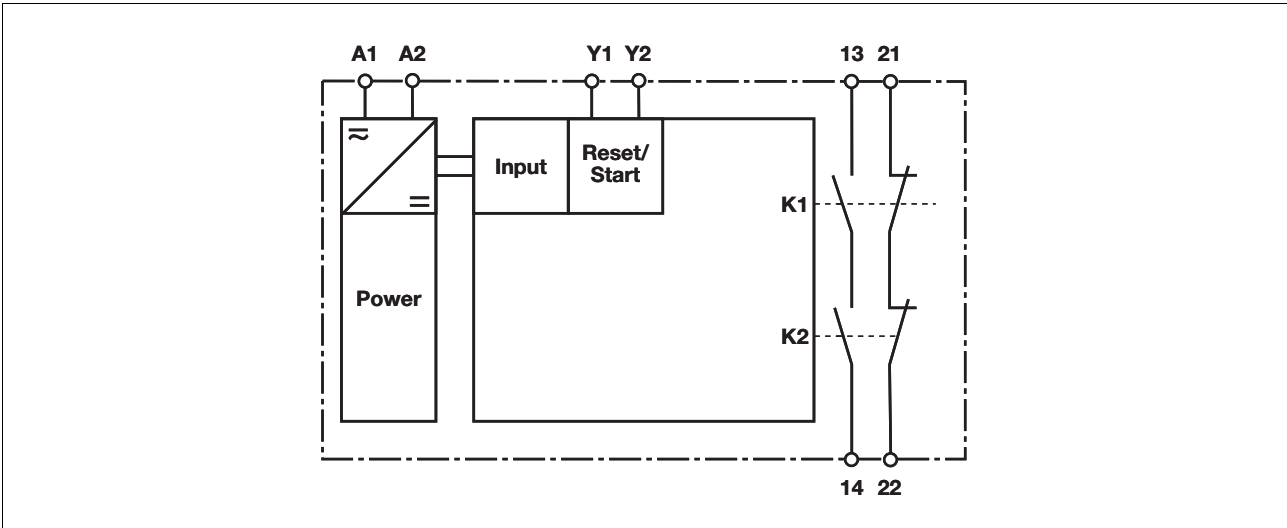 A1 A2 Y1 Y2 13 21
Input
Reset/
Start
K1
Power
K2
14 22